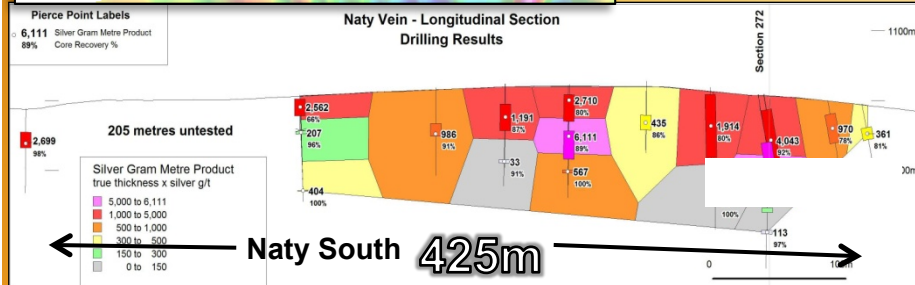 Pierce Point Labels
6,111 Silver Gram Metre Product
89% Core Recovery %
Naty Vein - Longitudinal Section
Drilling Results
Section 272
1100m
2,699
98%
205 metres untested
2,562
66%
207
96%
404
100%
986
91%
1,191
87%
33
91%
2,710
80%
6,111
89%
567
100%
435
86%
1,914
80%
4,043
92%
970
78%
361
81%
100%
113
97%
Silver Gram Metre Product
true thickness x silver g/t
5,000 to 6,111
1,000 to 5,000
500 to 1,000
300 to 500
150 to 300
0 to 150
Naty South 425m
0